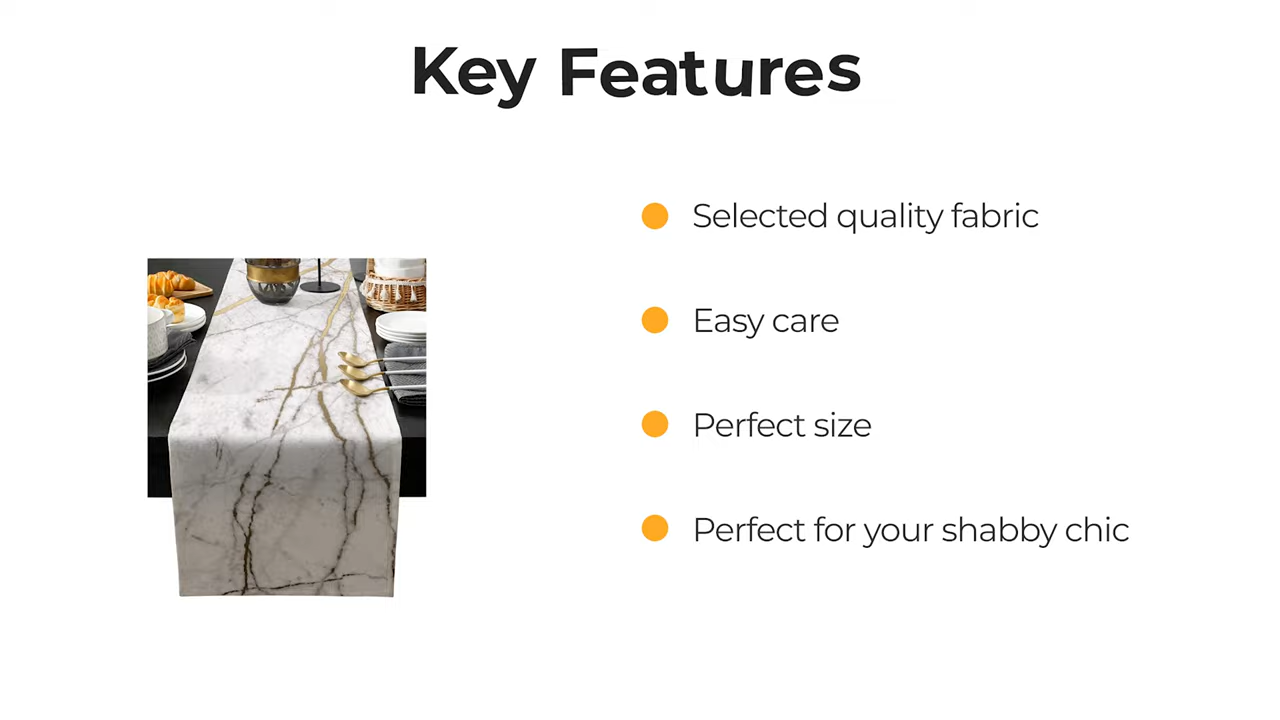 Key Features
Selected quality fabric
Easy care
Perfect size
Perfect for your shabby chic